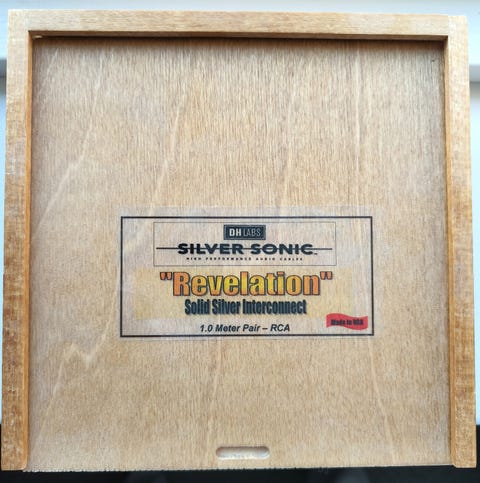 DH LABS
SILVER SONIC™
HIGH PERFORMANCE AUDIO CABLES
"Revelation"
Solid Silver Interconnect
Made in USA
1.0 Meter Pair – RCA